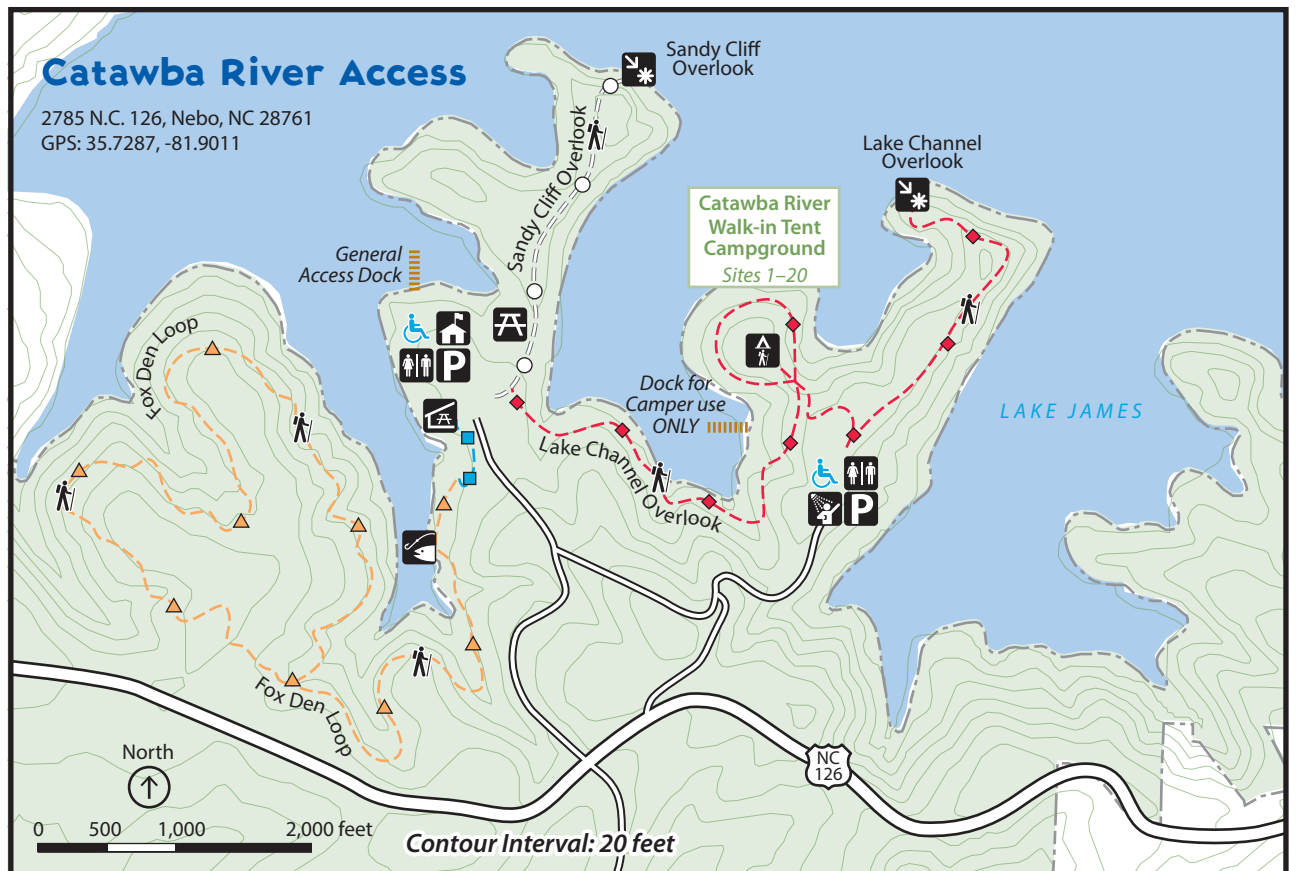 Catawba River Access
2785 N.C. 126, Nebo, NC 28761
GPS: 35.7287, -81.9011
Sandy Cliff
Overlook
Sandy Cliff Overlook
Lake Channel
Overlook
Catawba River
Walk-in Tent
Campground
Sites 1–20
General
Access Dock
P
Fox Den Loop
Dock for
Camper use
ONLY
LAKE JAMES
Lake Channel Overlook
P
Fox Den Loop
NC
126
North
0 500 1,000 2,000 feet
Contour Interval: 20 feet